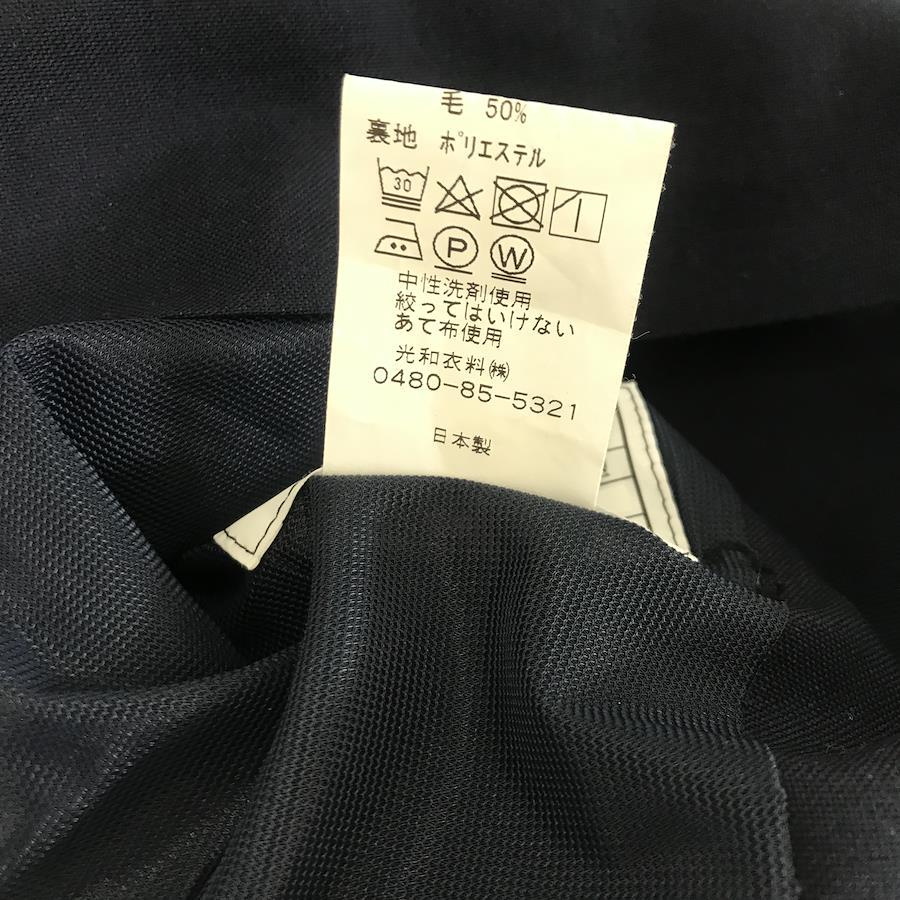 毛 50%
裏地 ポリエステル
30
P W
中性洗剤使用
絞ってはいけない
あて布使用
光和衣料㈱
0480-85-5321
日本製